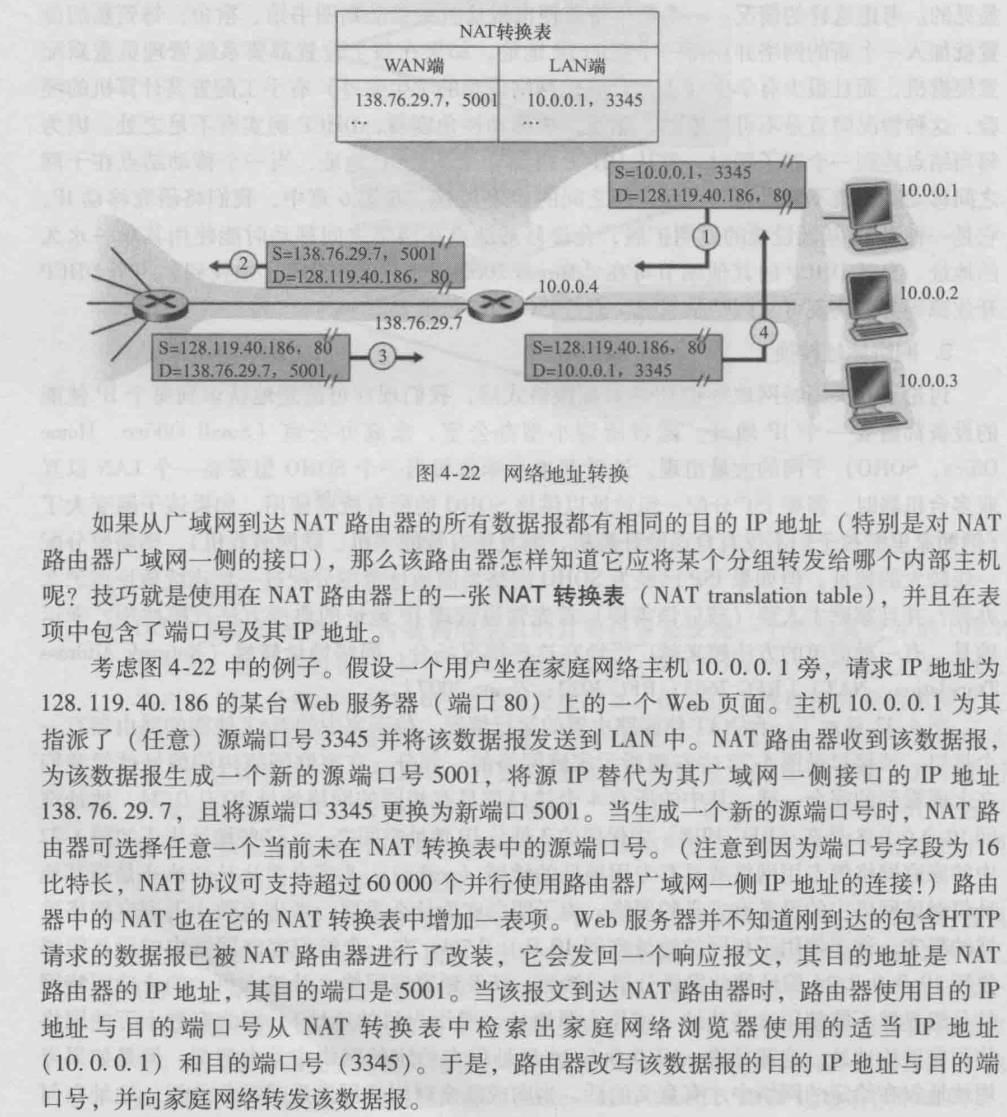 NAT转换表
WAN端 LAN端
138.76.29.7，5001 10.0.0.1，3345
…
S=10.0.0.1，3345
D=128.119.40.186，80
10.0.0.1
1
2
S=138.76.29.7，5001
D=128.119.40.186，80
10.0.0.4
10.0.0.2
138.76.29.7
4
S=128.119.40.186，80
D=138.76.29.7，5001
3
S=128.119.40.186，80
D=10.0.0.1，3345
10.0.0.3
图4-22 网络地址转换
如果从广域网到达 NAT 路由器的所有数据报都有相同的目的 IP 地址（特别是对 NAT
路由器广域网一侧的接口），那么该路由器怎样知道它应将某个分组转发给哪个内部主机
呢？技巧就是使用在 NAT 路由器上的一张 NAT 转换表（NAT translation table），并且在表
项中包含了端口号及其 IP 地址。
考虑图 4-22 中的例子。假设一个用户坐在家庭网络主机 10.0.0.1 旁，请求 IP 地址为
128.119.40.186 的某台 Web 服务器（端口 80）上的一个 Web 页面。主机 10.0.0.1 为其
指派了（任意）源端口号 3345 并将该数据报发送到 LAN 中。NAT 路由器收到该数据报，
为该数据报生成一个新的源端口号 5001，将源 IP 替代为其广域网一侧接口的 IP 地址
138.76.29.7，且将源端口 3345 更换为新端口 5001。当生成一个新的源端口号时，NAT 路
由器可选择任意一个当前未在 NAT 转换表中的源端口号。（注意到因为端口号字段为 16
比特长，NAT 协议可支持超过 60 000 个并行使用路由器广域网一侧 IP 地址的连接！）路由
器中的 NAT 也在它的 NAT 转换表中增加一表项。Web 服务器并不知道刚到达的包含HTTP
请求的数据报已被 NAT 路由器进行了改装，它会发回一个响应报文，其目的地址是 NAT
路由器的 IP 地址，其目的端口是 5001。当该报文到达 NAT 路由器时，路由器使用目的 IP
地址与目的端口号从 NAT 转换表中检索出家庭网络浏览器使用的适当 IP 地址
（10.0.0.1）和目的端口号（3345）。于是，路由器改写该数据报的目的 IP 地址与目的端
口号，并向家庭网络转发该数据报。